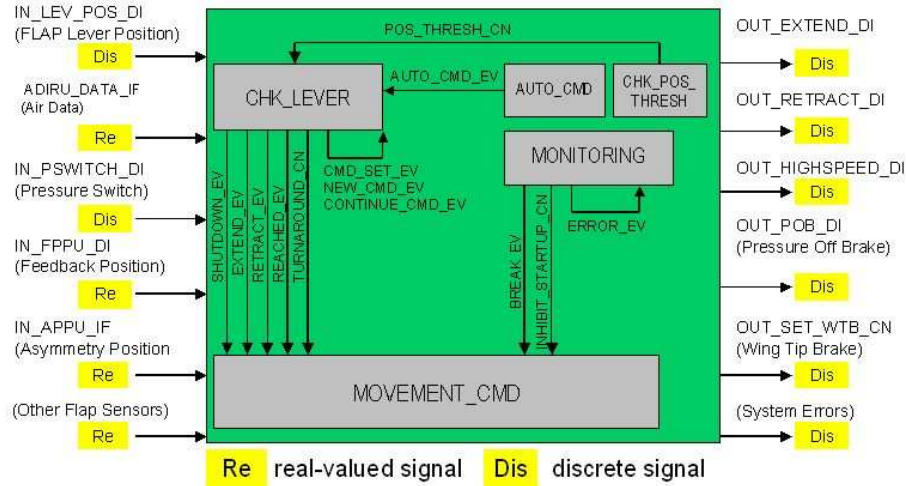 IN_LEV_POS_DI
(FLAP Lever Position)
Dis
ADIRU_DATA_IF
(Air Data)
Re
IN_PSWITCH_DI
(Pressure Switch)
Dis
IN_FPPU_DI
(Feedback Position)
Re
IN_APPU_IF
(Asymmetry Position
Re
(Other Flap Sensors)
Re
POS_THRESH_CN
CHK_LEVER
AUTO_CMD_EV
AUTO_CMD
CHK_POS_
THRESH
MONITORING
CMD_SET_EV
NEW_CMD_EV
CONTINUE_CMD_EV
ERROR_EV
SHUTDOWN_EV
EXTEND_EV
RETRACT_EV
REACHED_EV
TURNAROUND_CN
BREAK_EV
INHIBIT_STARTUP_CN
MOVEMENT_CMD
OUT_EXTEND_DI
Dis
OUT_RETRACT_DI
Dis
OUT_HIGHSPEED_DI
Dis
OUT_POB_DI
(Pressure Off Brake)
Dis
OUT_SET_WTB_CN
(Wing Tip Brake)
Dis
(System Errors)
Dis
Re real-valued signal Dis discrete signal